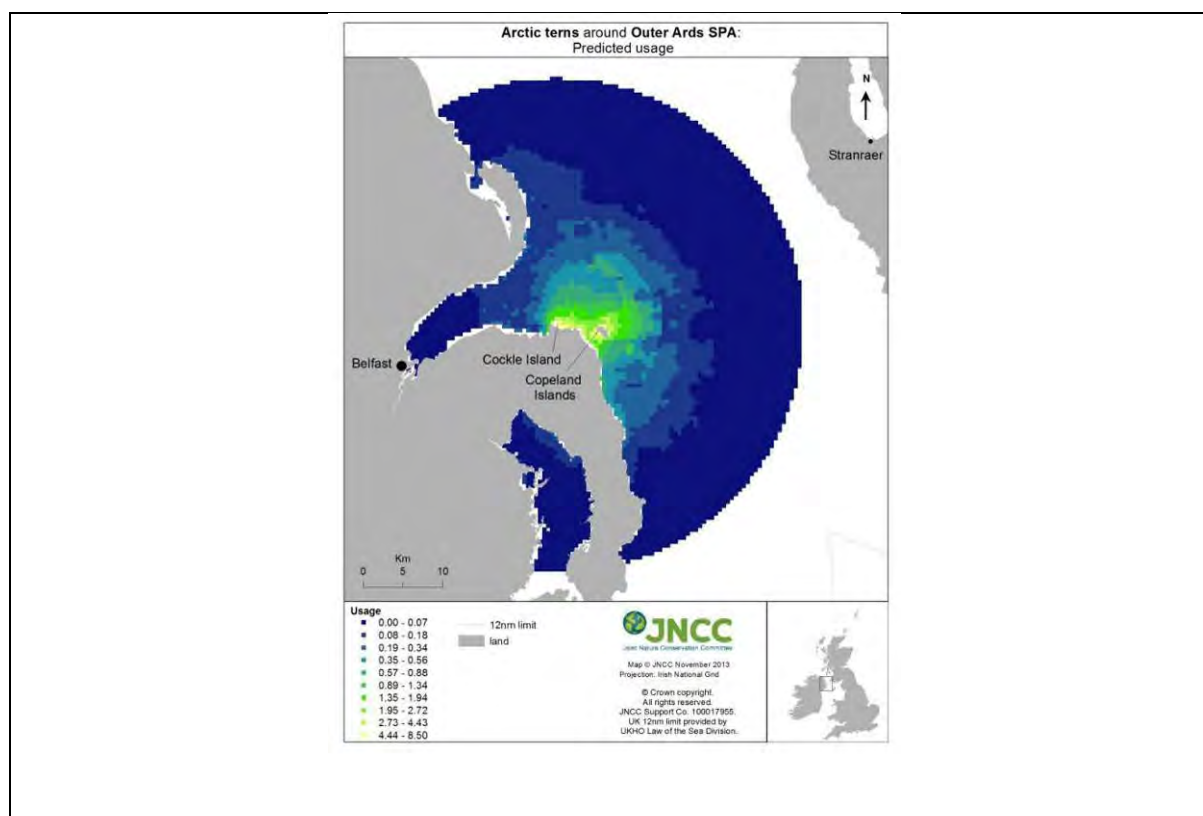 Arctic terns around Outer Ards SPA:
Predicted usage
N
Stranraer
Cockle Island
Belfast
Copeland
Islands
Km
0 5 10
Usage
0.00 - 0.07
0.08 - 0.18
0.19 - 0.34
0.35 - 0.56
0.57 - 0.88
0.89 - 1.34
1.35 - 1.94
1.95 - 2.72
2.73 - 4.43
4.44 - 8.50
12nm limit
land
JNCC
Joint Nature Conservation Committee
Map © JNCC November 2013
Projection: Irish National Grid
© Crown copyright.
All rights reserved.
JNCC Support Co. 100017955.
UK 12nm limit provided by
UKHO Law of the Sea Division.